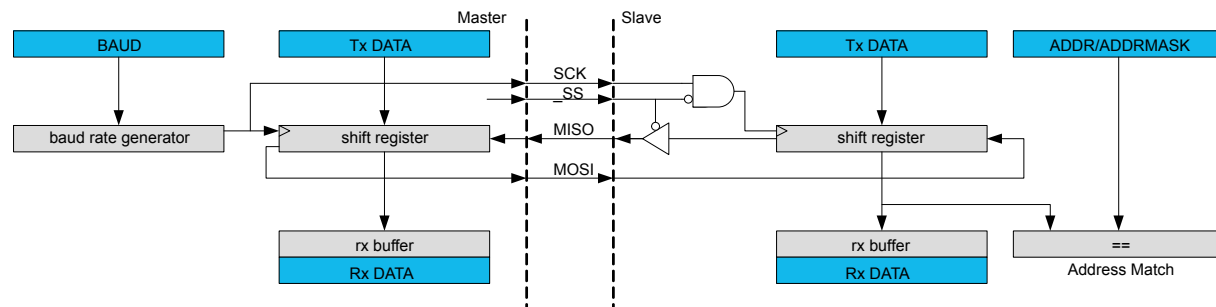 Master
Slave
BAUD
Tx DATA
Tx DATA
ADDR/ADDRMASK
SCK
_SS
baud rate generator
shift register
MISO
shift register
MOSI
rx buffer
rx buffer
==
Rx DATA
Rx DATA
Address Match